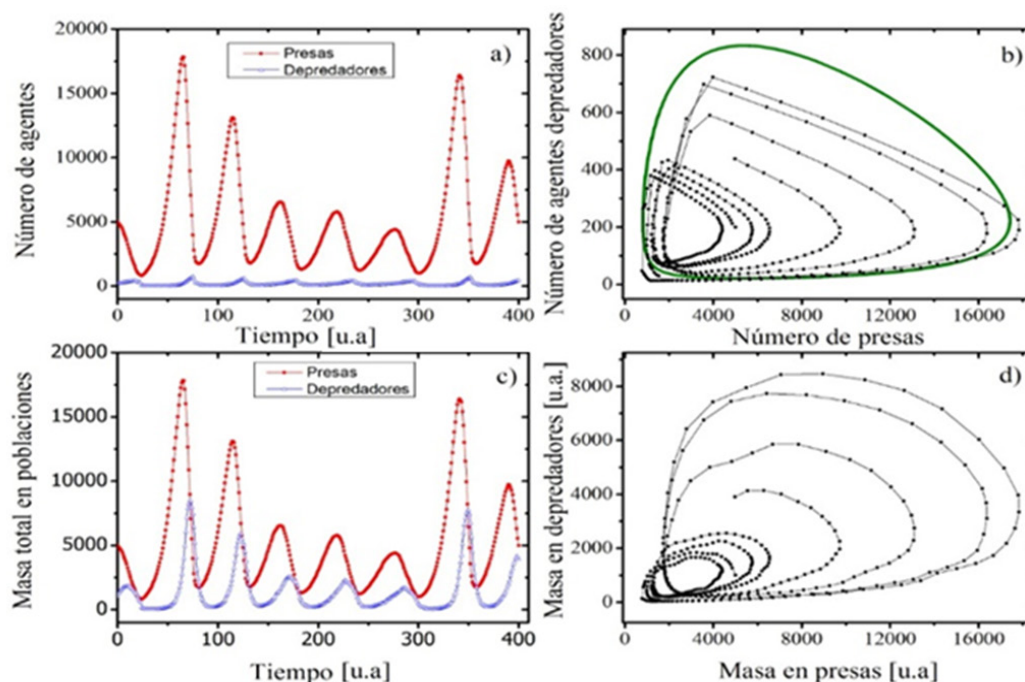 a)
Presas
Depredadores
20000
15000
10000
5000
0
Número de agentes
0
100
200
300
400
Tiempo [u.a]
b)
800
600
400
200
0
Número de agentes depredadores
0
4000
8000
12000
16000
Número de presas
c)
Presas
Depredadores
20000
15000
10000
5000
0
Masa total en poblaciones
0
100
200
300
400
Tiempo [u.a]
d)
8000
6000
4000
2000
0
Masa en depredadores [u.a.]
0
4000
8000
12000
16000
Masa en presas [u.a]